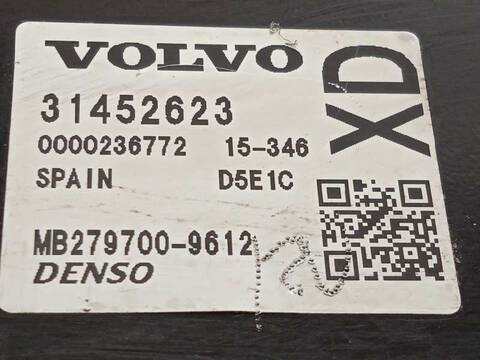 VOLVO
31452623
0000236772 15-346
SPAIN D5E1C
MB279700-9612
DENSO
XD